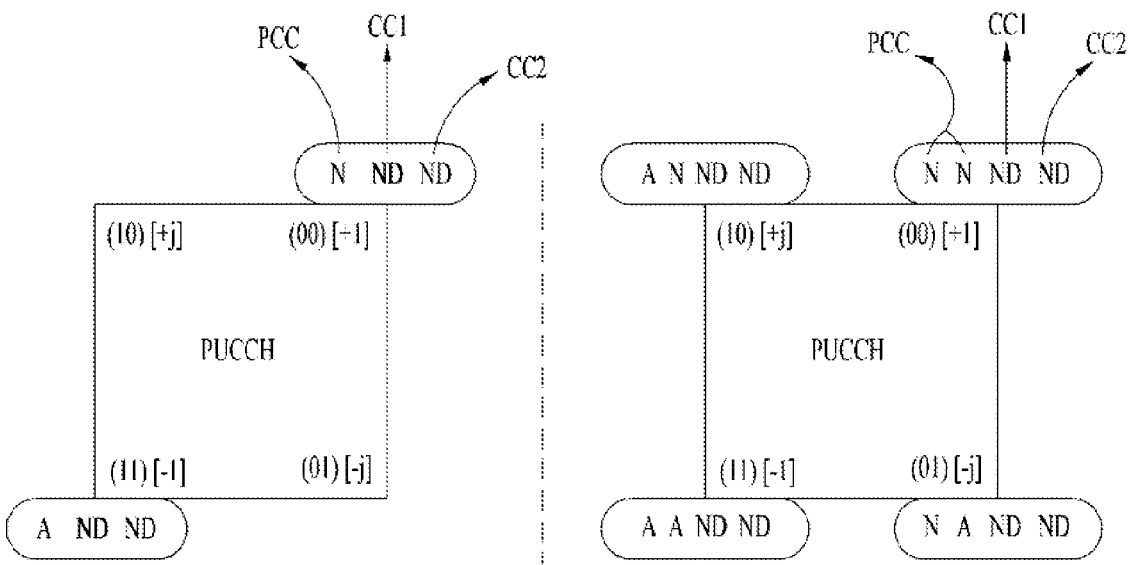 PCC CC1 CC2
N ND ND
(10) [+j] (00) [+1]
PUCCH
(11) [-1] (01) [-j]
A ND ND
PCC CC1 CC2
A N ND ND N N ND ND
(10) [+j] (00) [+1]
PUCCH
(11) [-1] (01) [-j]
A A ND ND N A ND ND